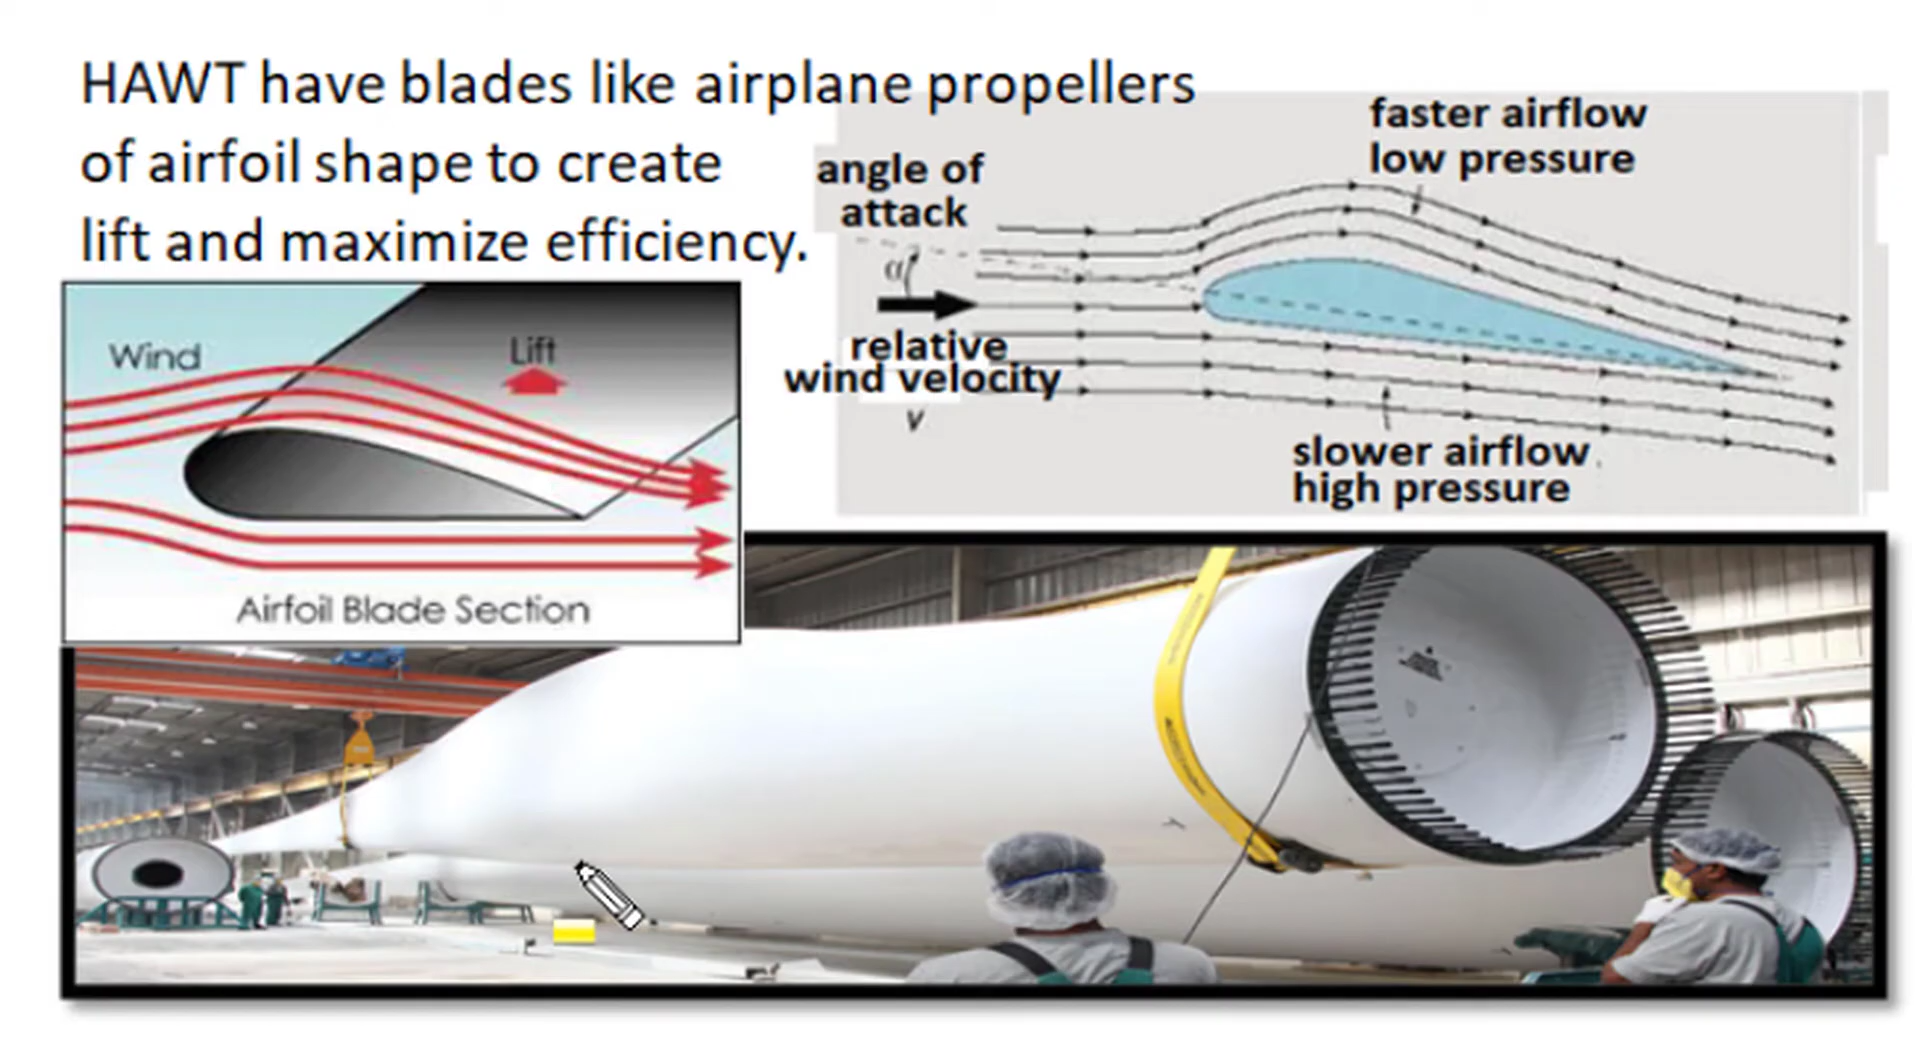 HAWT have blades like airplane propellers
of airfoil shape to create
lift and maximize efficiency.
faster airflow
low pressure
angle of
attack
α
relative
wind velocity
v
slower airflow
high pressure
Wind
Lift
Airfoil Blade Section